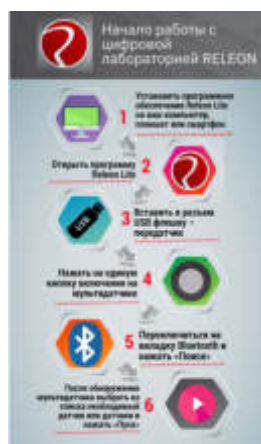 Начало работы с
цифровой
лабораторией RELEON
1
Установить программное
обеспечение Releon Lite
на ваш компьютер,
планшет или смартфон
Открыть программу
Releon Lite
2
3
Вставить в разъем
USB флешку –
передатчик
USB
Нажать на единую
кнопку включения на
мультидатчике
4
5
Переключиться на
вкладку Bluetooth и
нажать «Поиск»
После обнаружения
мультидатчика выбрать из
списка необходимый
датчик или датчики и
нажать «Пуск»
6